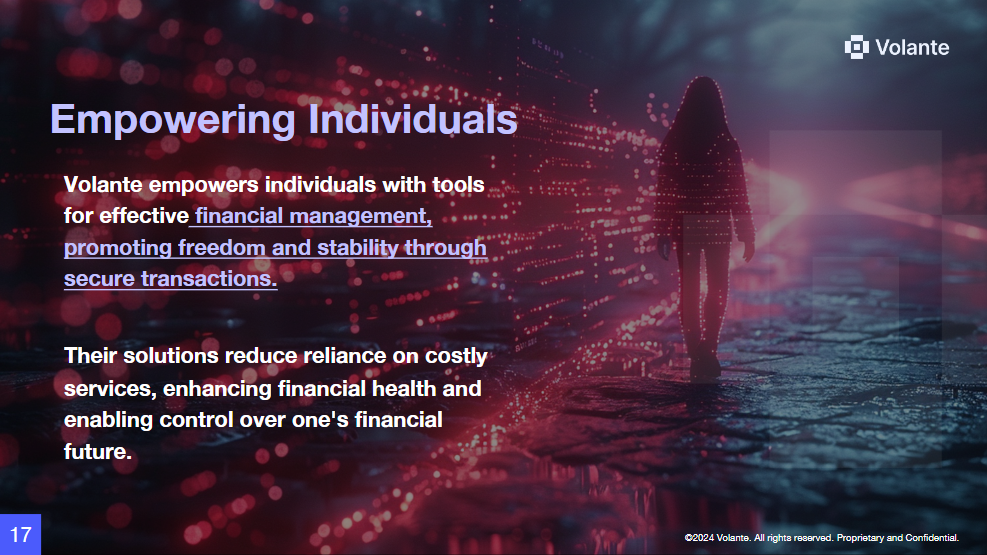 Volante
Empowering Individuals
Volante empowers individuals with tools
for effective financial management,
promoting freedom and stability through
secure transactions.
Their solutions reduce reliance on costly
services, enhancing financial health and
enabling control over one's financial
future.
17
©2024 Volante. All rights reserved. Proprietary and Confidential.